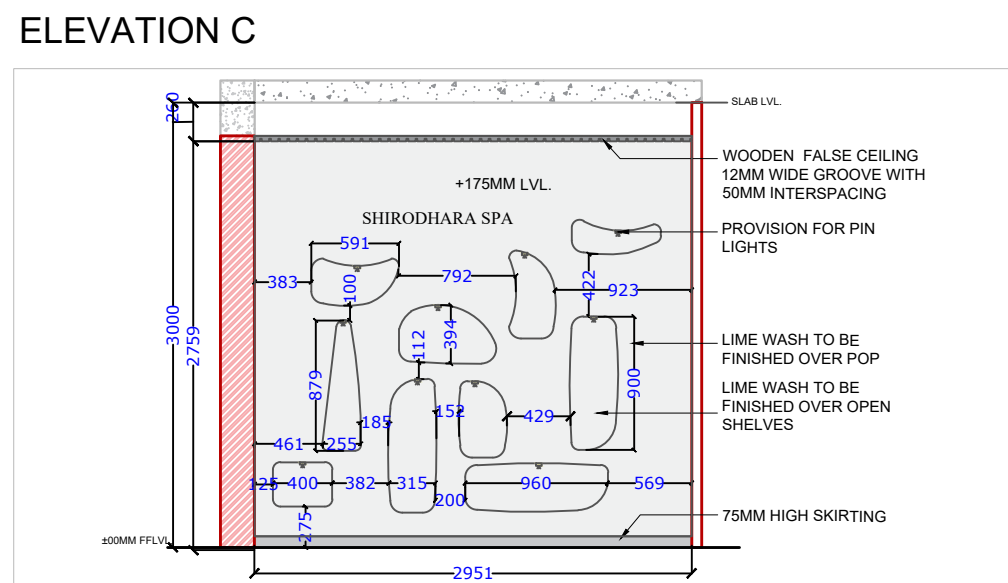 ELEVATION C
SLAB LVL.
260
WOODEN FALSE CEILING
12MM WIDE GROOVE WITH
50MM INTERSPACING
+175MM LVL.
SHIRODHARA SPA
PROVISION FOR PIN
LIGHTS
591
383
100
792
422
923
3000
2759
112
394
LIME WASH TO BE
FINISHED OVER POP
879
900
LIME WASH TO BE
FINISHED OVER OPEN
SHELVES
185
152
429
461
255
125
400
382
315
200
960
569
275
75MM HIGH SKIRTING
±00MM FFLVL
2951